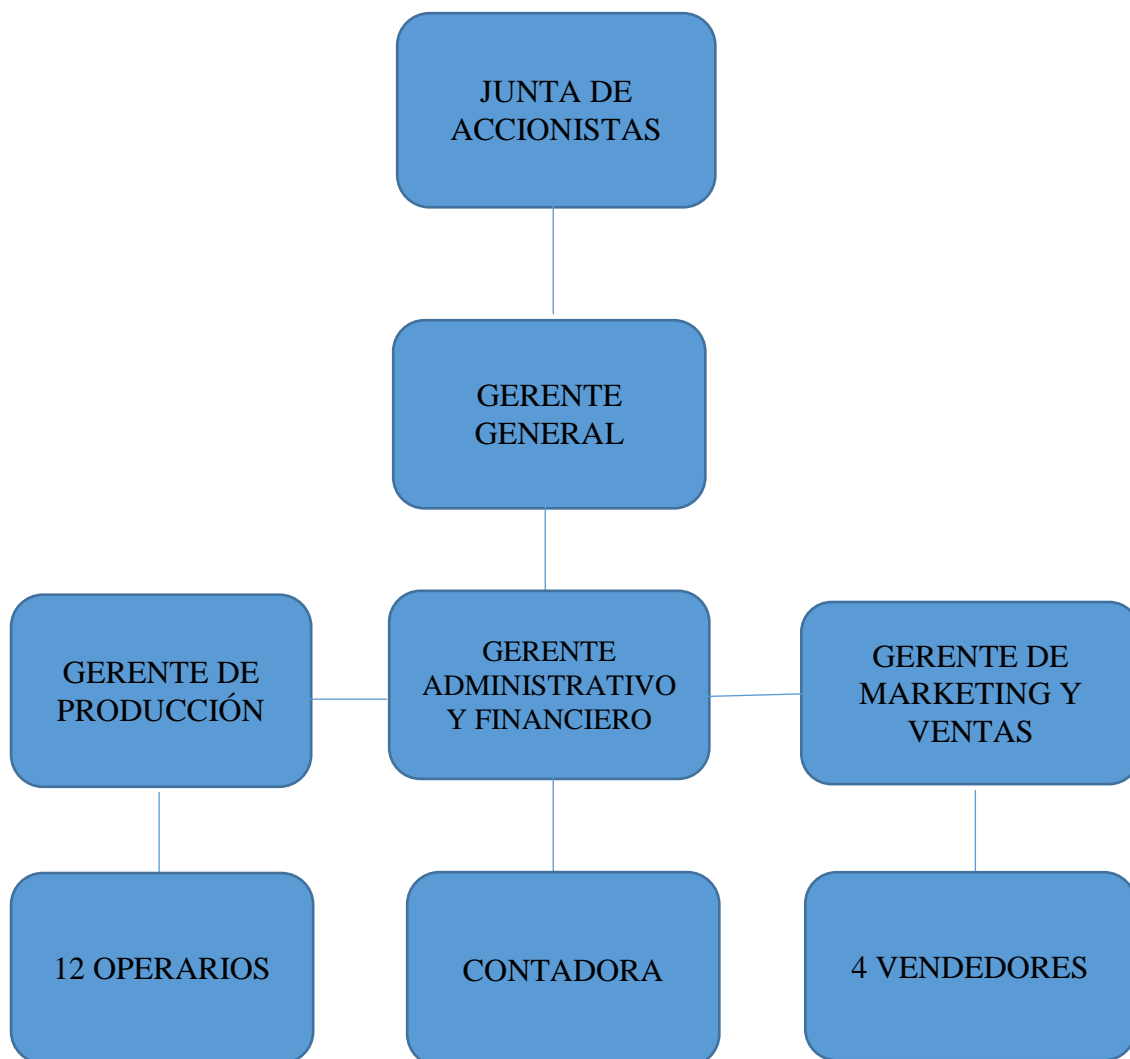 JUNTA DE
ACCIONISTAS
GERENTE
GENERAL
GERENTE DE
PRODUCCIÓN
GERENTE
ADMINISTRATIVO
Y FINANCIERO
GERENTE DE
MARKETING Y
VENTAS
12 OPERARIOS
CONTADORA
4 VENDEDORES